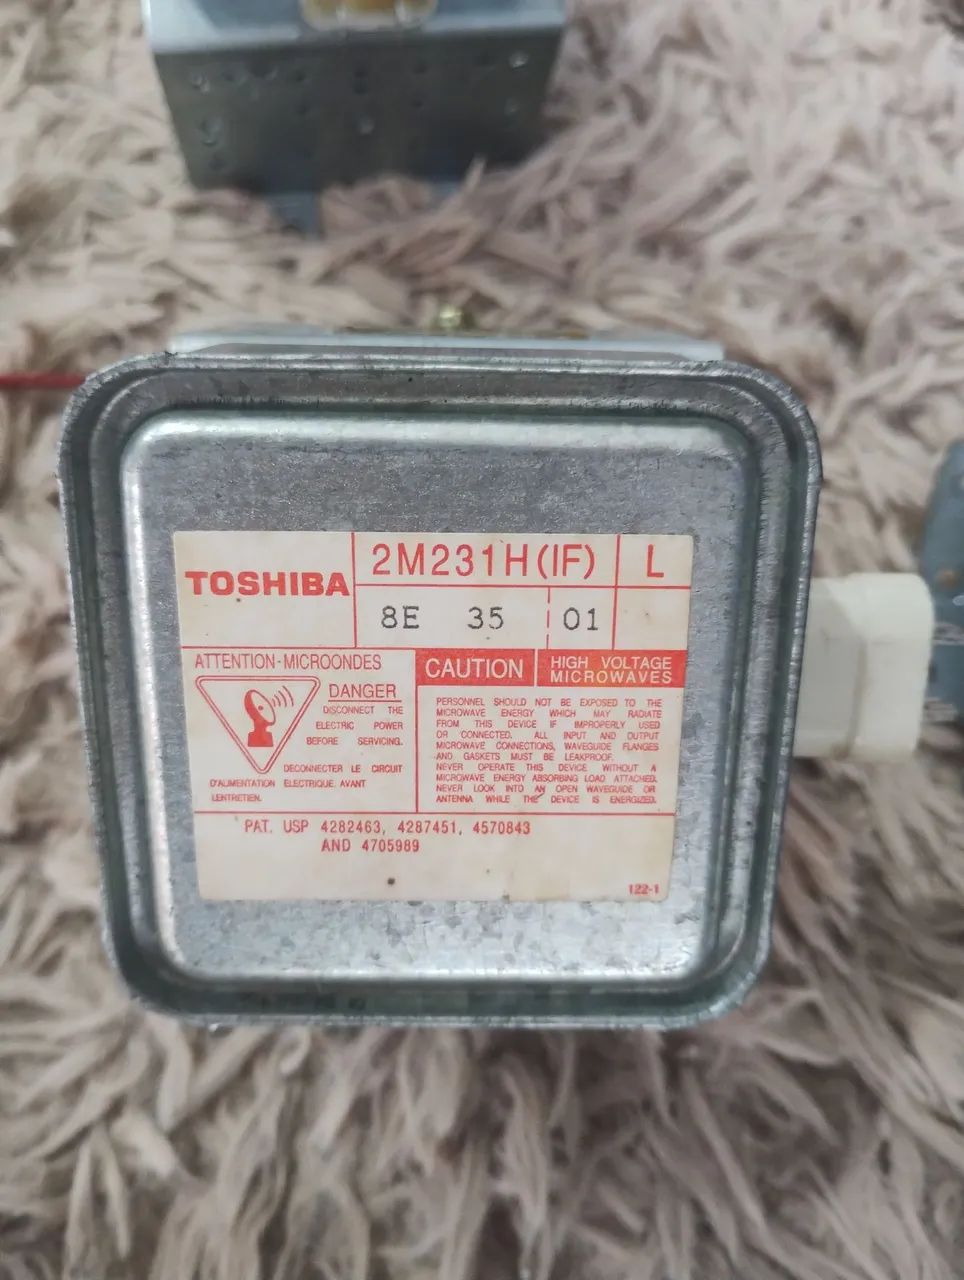 TOSHIBA
2M231H(IF) L
8E 35 01
ATTENTION-MICROONDES
DANGER
DISCONNECT THE
ELECTRIC POWER
BEFORE SERVICING.
DECONNECTER LE CIRCUIT
D'ALIMENTATION ELECTRIQUE AVANT
LENTRETIEN.
CAUTION
HIGH VOLTAGE
MICROWAVES
PERSONNEL SHOULD NOT BE EXPOSED TO THE
MICROWAVE ENERGY WHICH MAY RADIATE
FROM THIS DEVICE IF IMPROPERLY USED
OR CONNECTED. ALL INPUT AND OUTPUT
MICROWAVE CONNECTIONS, WAVEGUIDE FLANGES
AND GASKETS MUST BE LEAKPROOF.
NEVER OPERATE THIS DEVICE WITHOUT A
MICROWAVE ENERGY ABSORBING LOAD ATTACHED.
NEVER LOOK INTO AN OPEN WAVEGUIDE OR
ANTENNA WHILE THE DEVICE IS ENERGIZED.
PAT. USP 4282463, 4287451, 4570843
AND 4705989
122-1